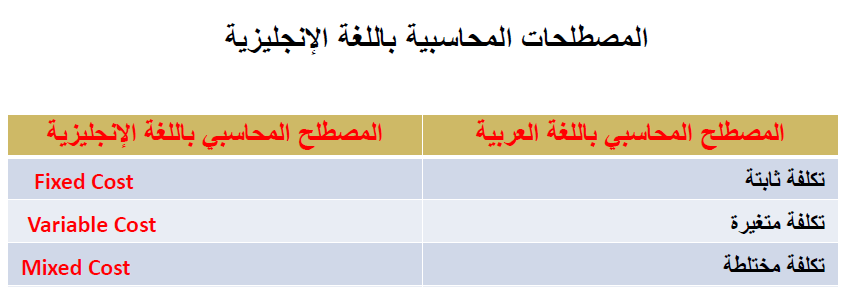 المصطلحات المحاسبية باللغة الإنجليزية
المصطلح المحاسبي باللغة العربية المصطلح المحاسبي باللغة الإنجليزية
تكلفة ثابتة Fixed Cost
تكلفة متغيرة Variable Cost
تكلفة مختلطة Mixed Cost